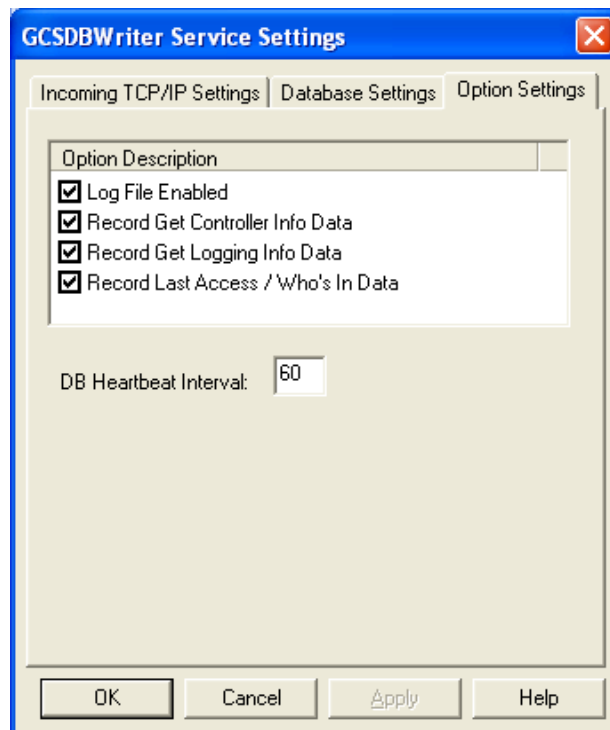 GCSDBWriter Service Settings
Incoming TCP/IP Settings Database Settings Option Settings
Option Description
Log File Enabled
Record Get Controller Info Data
Record Get Logging Info Data
Record Last Access / Who's In Data
DB Heartbeat Interval: 60
OK Cancel Apply Help